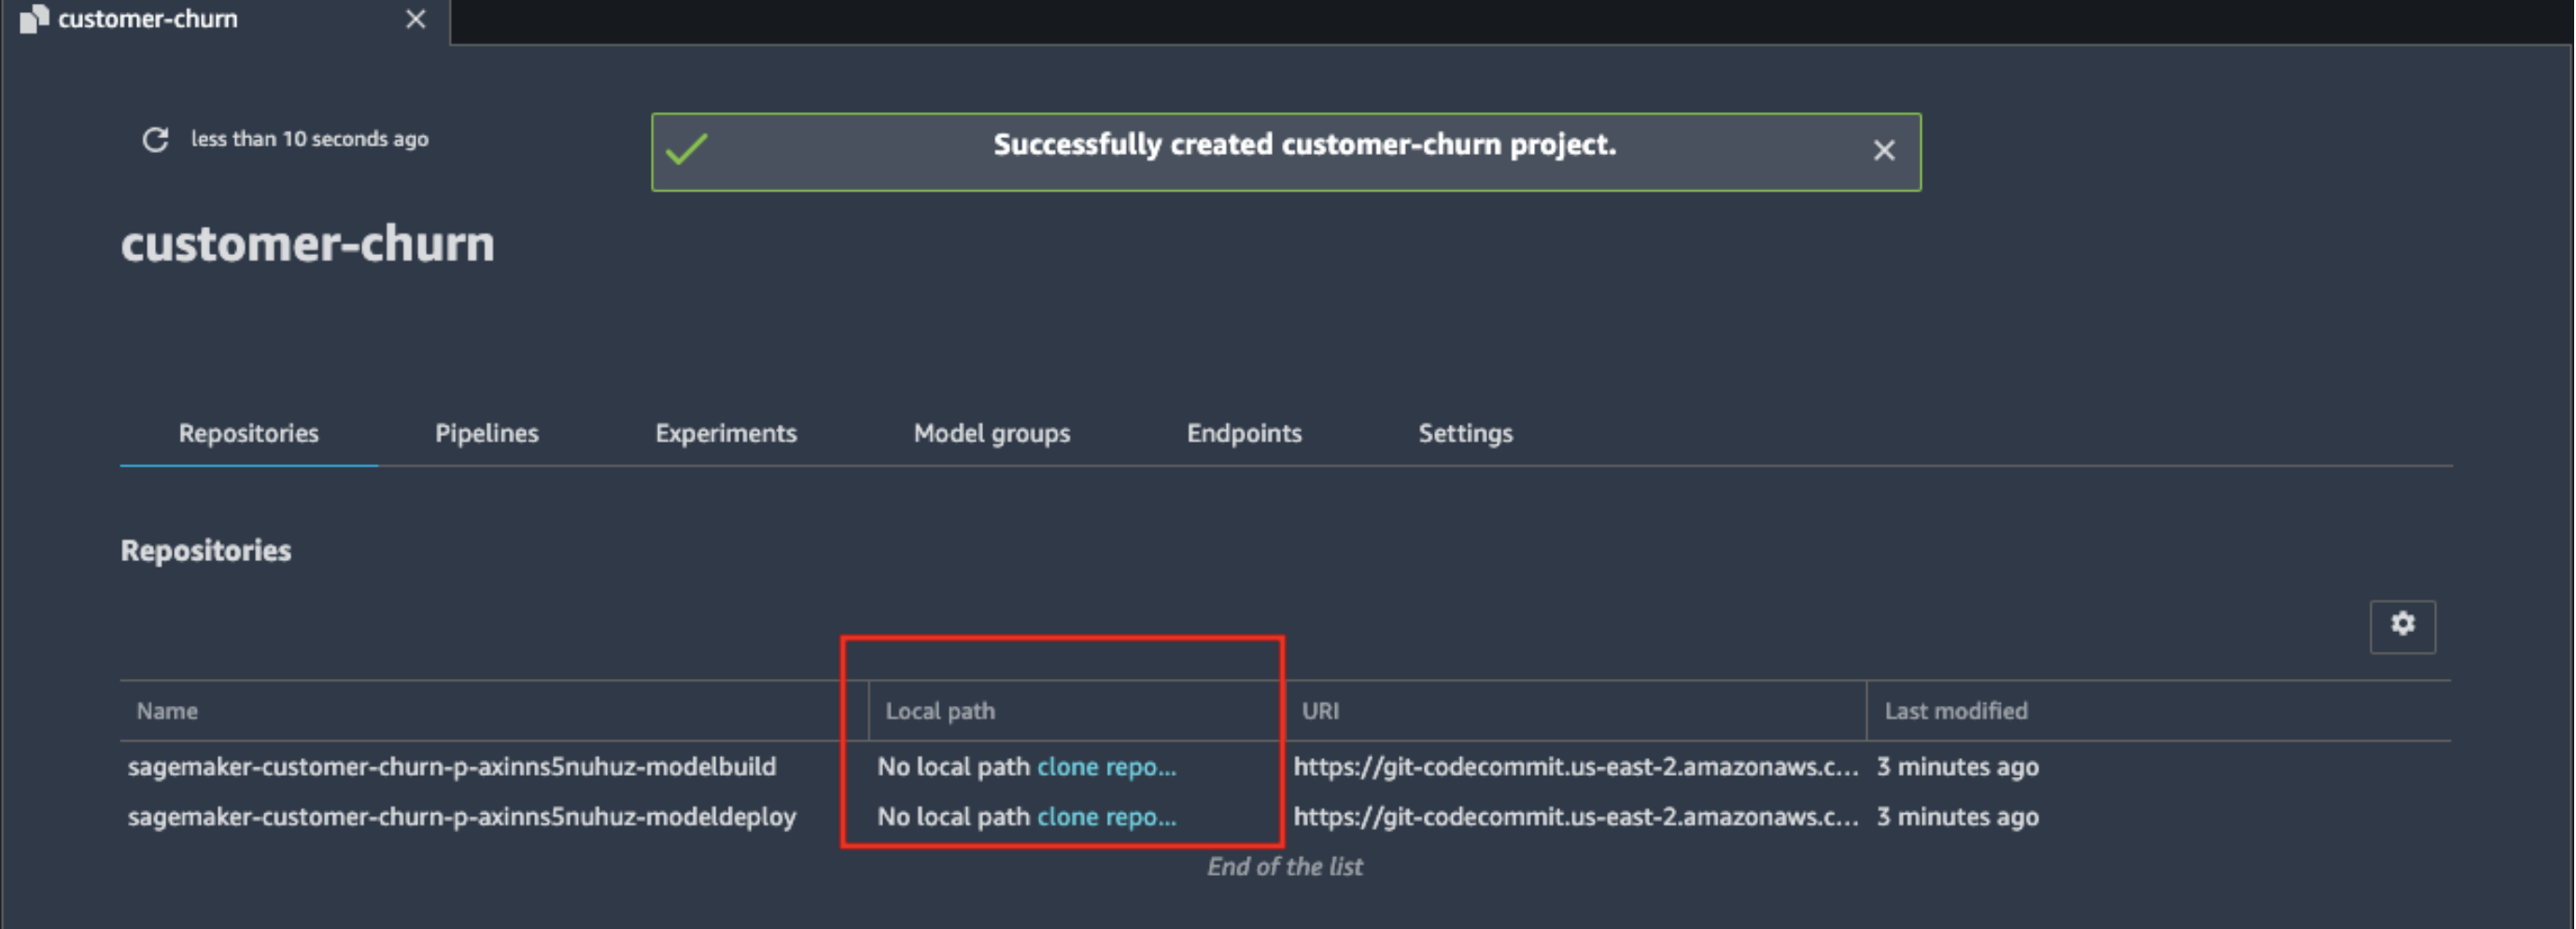 customer-churn
less than 10 seconds ago
Successfully created customer-churn project.
customer-churn
Repositories Pipelines Experiments Model groups Endpoints Settings
Repositories
Name Local path URI Last modified
sagemaker-customer-churn-p-axinns5nuhuz-modelbuild No local path clone repo... https://git-codecommit.us-east-2.amazonaws.c... 3 minutes ago
sagemaker-customer-churn-p-axinns5nuhuz-modeldeploy No local path clone repo... https://git-codecommit.us-east-2.amazonaws.c... 3 minutes ago
End of the list